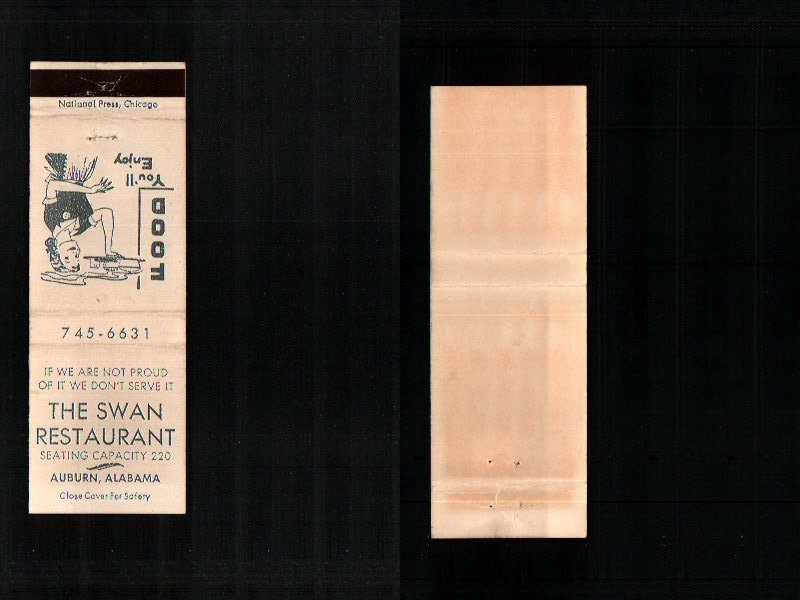 National Press, Chicago
You'll
Enjoy
FOOD
745-6631
IF WE ARE NOT PROUD
OF IT WE DON'T SERVE IT
THE SWAN
RESTAURANT
SEATING CAPACITY 220
AUBURN, ALABAMA
Close Cover For Safety